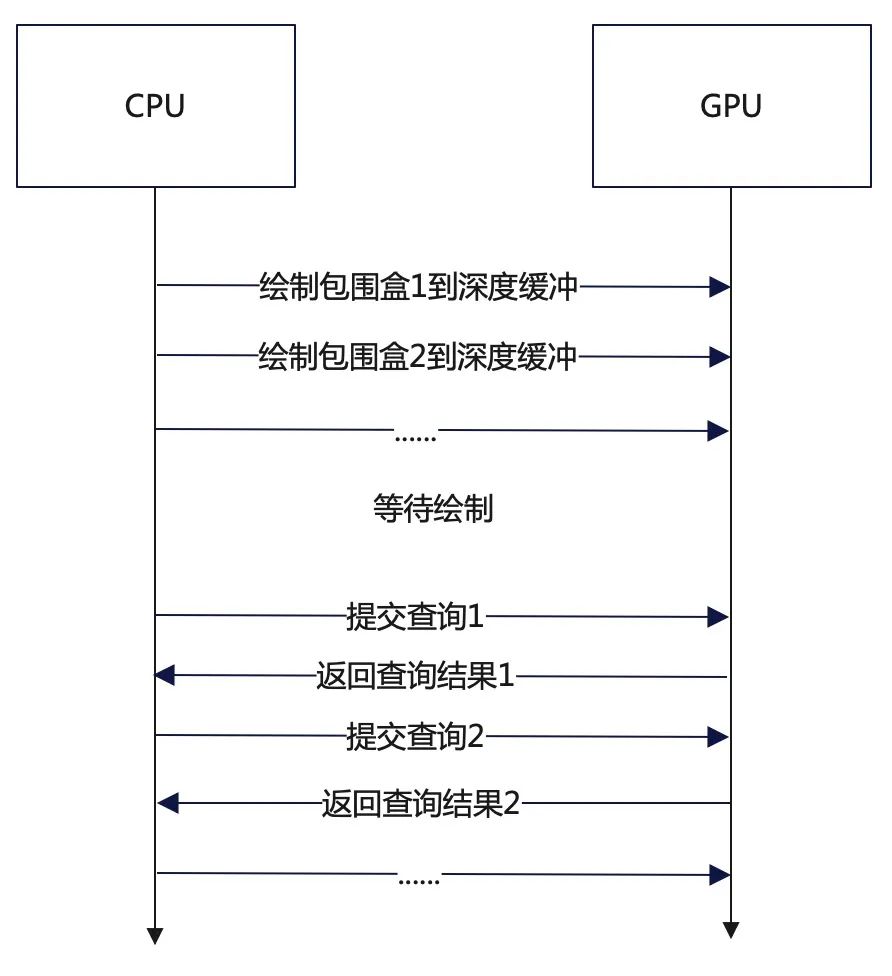 CPU
GPU
绘制包围盒1到深度缓冲
绘制包围盒2到深度缓冲
......
等待绘制
提交查询1
返回查询结果1
提交查询2
返回查询结果2
......